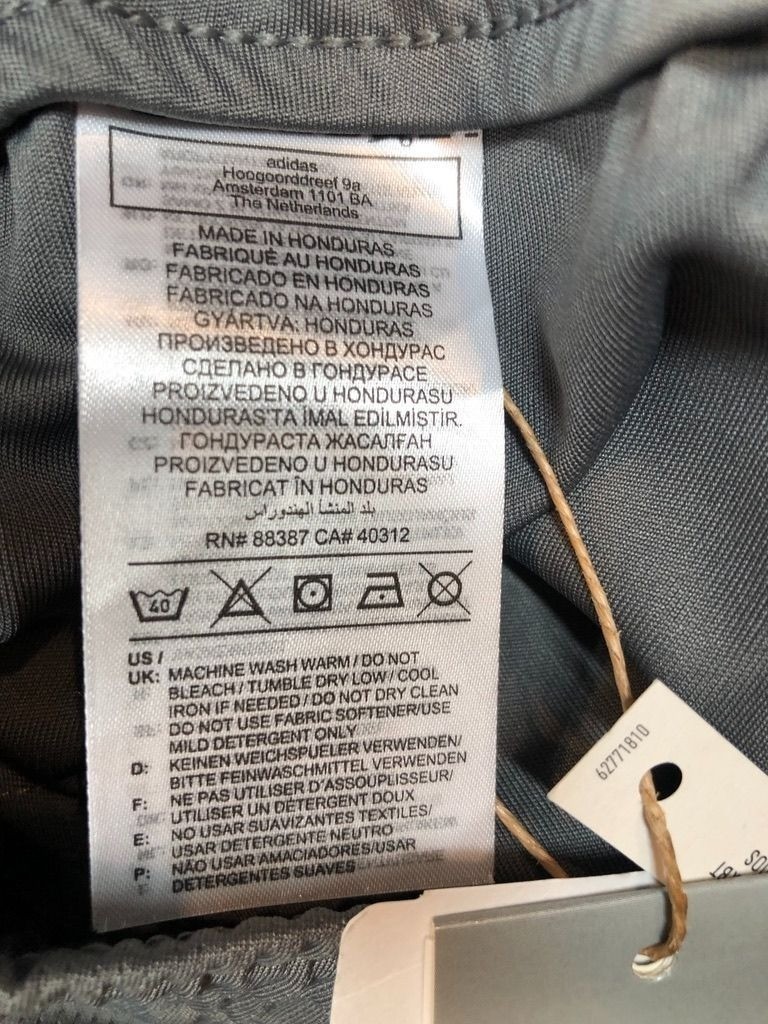 adidas
Hoogoorddreef 9a
Amsterdam 1101 BA
The Netherlands
MADE IN HONDURAS
FABRIQUÉ AU HONDURAS
FABRICADO EN HONDURAS
FABRICADO NA HONDURAS
GYÁRTVA: HONDURAS
ПРОИЗВЕДЕНО В ХОНДУРАС
СДЕЛАНО В ГОНДУРАСЕ
PROIZVEDENO U HONDURASU
HONDURAS'TA IMAL EDİLMİSTİR.
ГОНДУРАСТА ЖАСАЛҒАН
PROIZVEDENO U HONDURASU
FABRICAT ÎN HONDURAS
بلد المنشأ الهندوراس
RN# 88387 CA# 40312
40
US /
UK: MACHINE WASH WARM / DO NOT
BLEACH / TUMBLE DRY LOW / COOL
IRON IF NEEDED / DO NOT DRY CLEAN
DO NOT USE FABRIC SOFTENER/USE
MILD DETERGENT ONLY
D: KEINEN WEICHSPUELER VERWENDEN/
BITTE FEINWASCHMITTEL VERWENDEN
F: NE PAS UTILISER D'ASSOUPLISSEUR/
UTILISER UN DÉTERGENT DOUX
E: NO USAR SUAVIZANTES TEXTILES/
USAR DETERGENTE NEUTRO
P: NÃO USAR AMACIADORES/USAR
DETERGENTES SUAVES
62771810